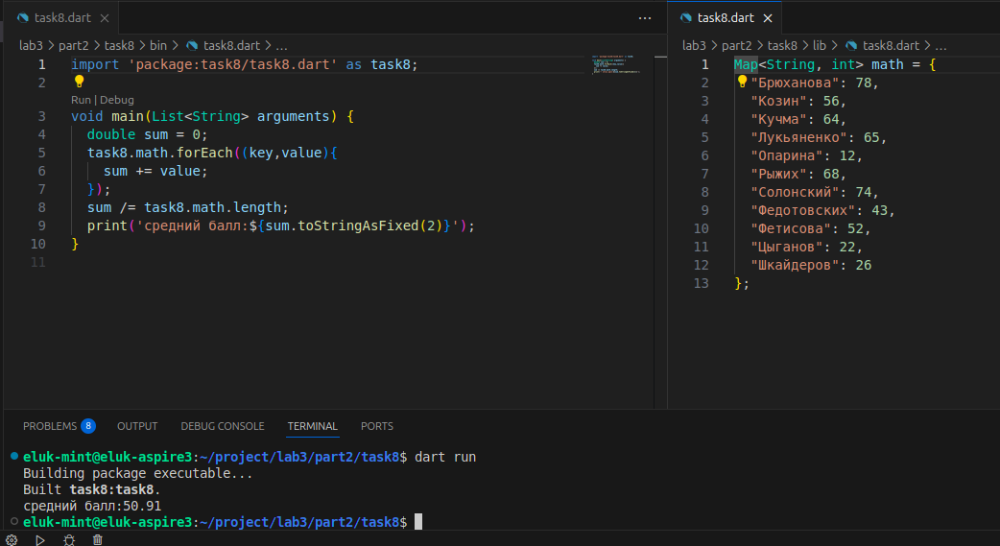 task8.dart
lab3 > part2 > task8 > bin > task8.dart > ...
1 import 'package:task8/task8.dart' as task8;
2
Run | Debug
3 void main(List<String> arguments) {
4 double sum = 0;
5 task8.math.forEach((key,value){
6 sum += value;
7 });
8 sum /= task8.math.length;
9 print('средний балл:${sum.toStringAsFixed(2)}');
10 }
11
task8.dart
lab3 > part2 > task8 > lib > task8.dart > ...
1 Map<String, int> math = {
2 "Брюханова": 78,
3 "Козин": 56,
4 "Кучма": 64,
5 "Лукьяненко": 65,
6 "Опарина": 12,
7 "Рыжих": 68,
8 "Солонский": 74,
9 "Федотовских": 43,
10 "Фетисова": 52,
11 "Цыганов": 22,
12 "Шкайдеров": 26
13 };
PROBLEMS 8 OUTPUT DEBUG CONSOLE TERMINAL PORTS
eluk-mint@eluk-aspire3:~/project/lab3/part2/task8$ dart run
Building package executable...
Built task8:task8.
средний балл:50.91
eluk-mint@eluk-aspire3:~/project/lab3/part2/task8$